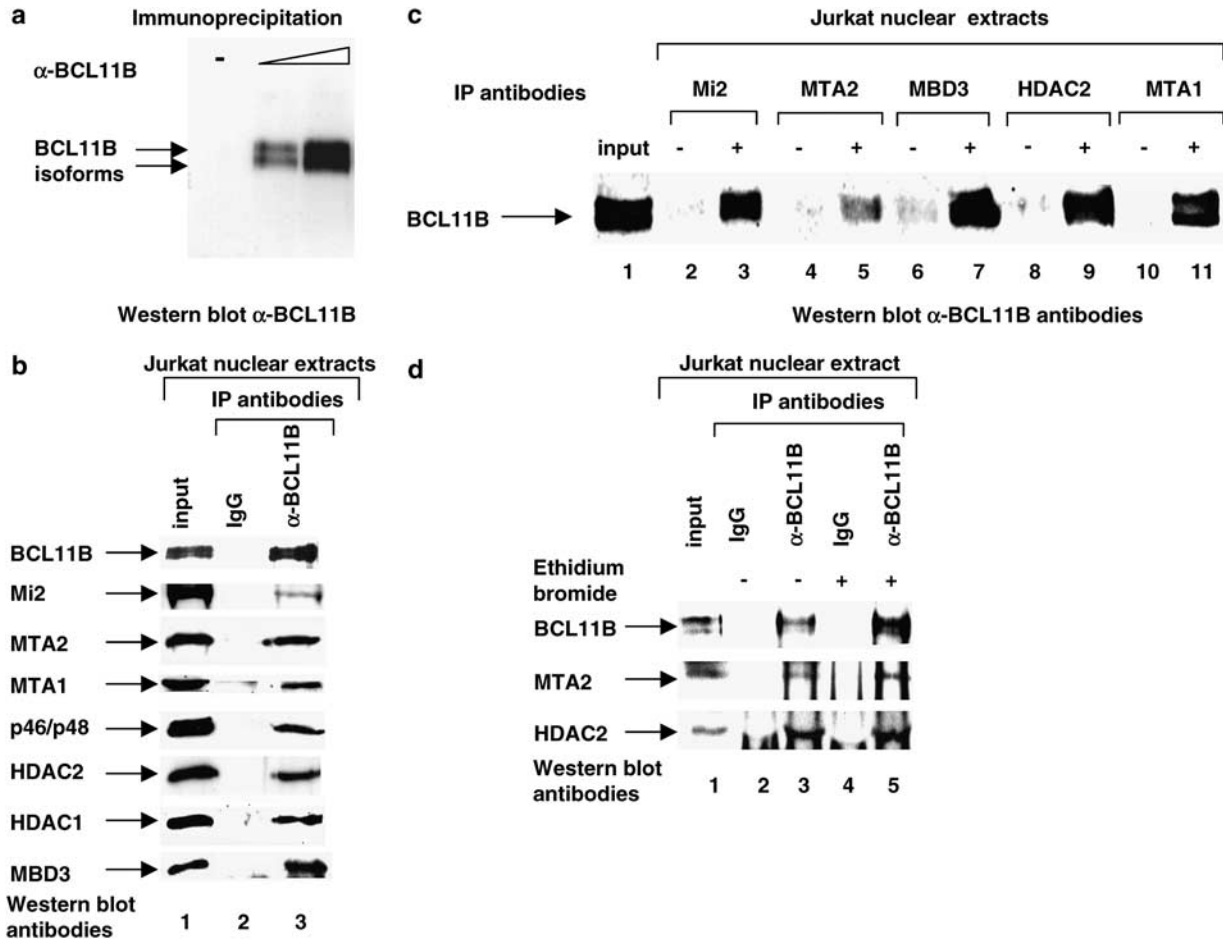 a
Immunoprecipitation
-
α-BCL11B
BCL11B
isoforms
Western blot α-BCL11B
c
Jurkat nuclear extracts
IP antibodies
Mi2 MTA2 MBD3 HDAC2 MTA1
input - + - + - + - + - +
BCL11B
1 2 3 4 5 6 7 8 9 10 11
Western blot α-BCL11B antibodies
b
Jurkat nuclear extracts
IP antibodies
input IgG α-BCL11B
BCL11B
Mi2
MTA2
MTA1
p46/p48
HDAC2
HDAC1
MBD3
Western blot
antibodies
1 2 3
d
Jurkat nuclear extract
IP antibodies
input IgG α-BCL11B IgG α-BCL11B
Ethidium
bromide
- - + +
BCL11B
MTA2
HDAC2
Western blot
antibodies
1 2 3 4 5